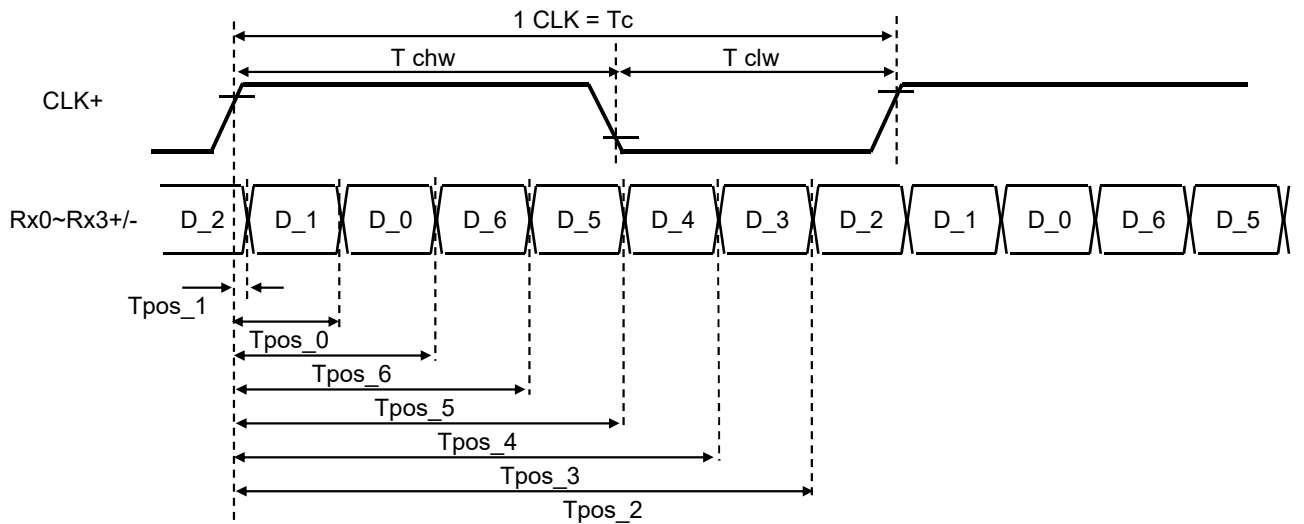 1 CLK = Tc
T chw T clw
CLK+
Rx0~Rx3+/- D_2 D_1 D_0 D_6 D_5 D_4 D_3 D_2 D_1 D_0 D_6 D_5
Tpos_1
Tpos_0
Tpos_6
Tpos_5
Tpos_4
Tpos_3
Tpos_2